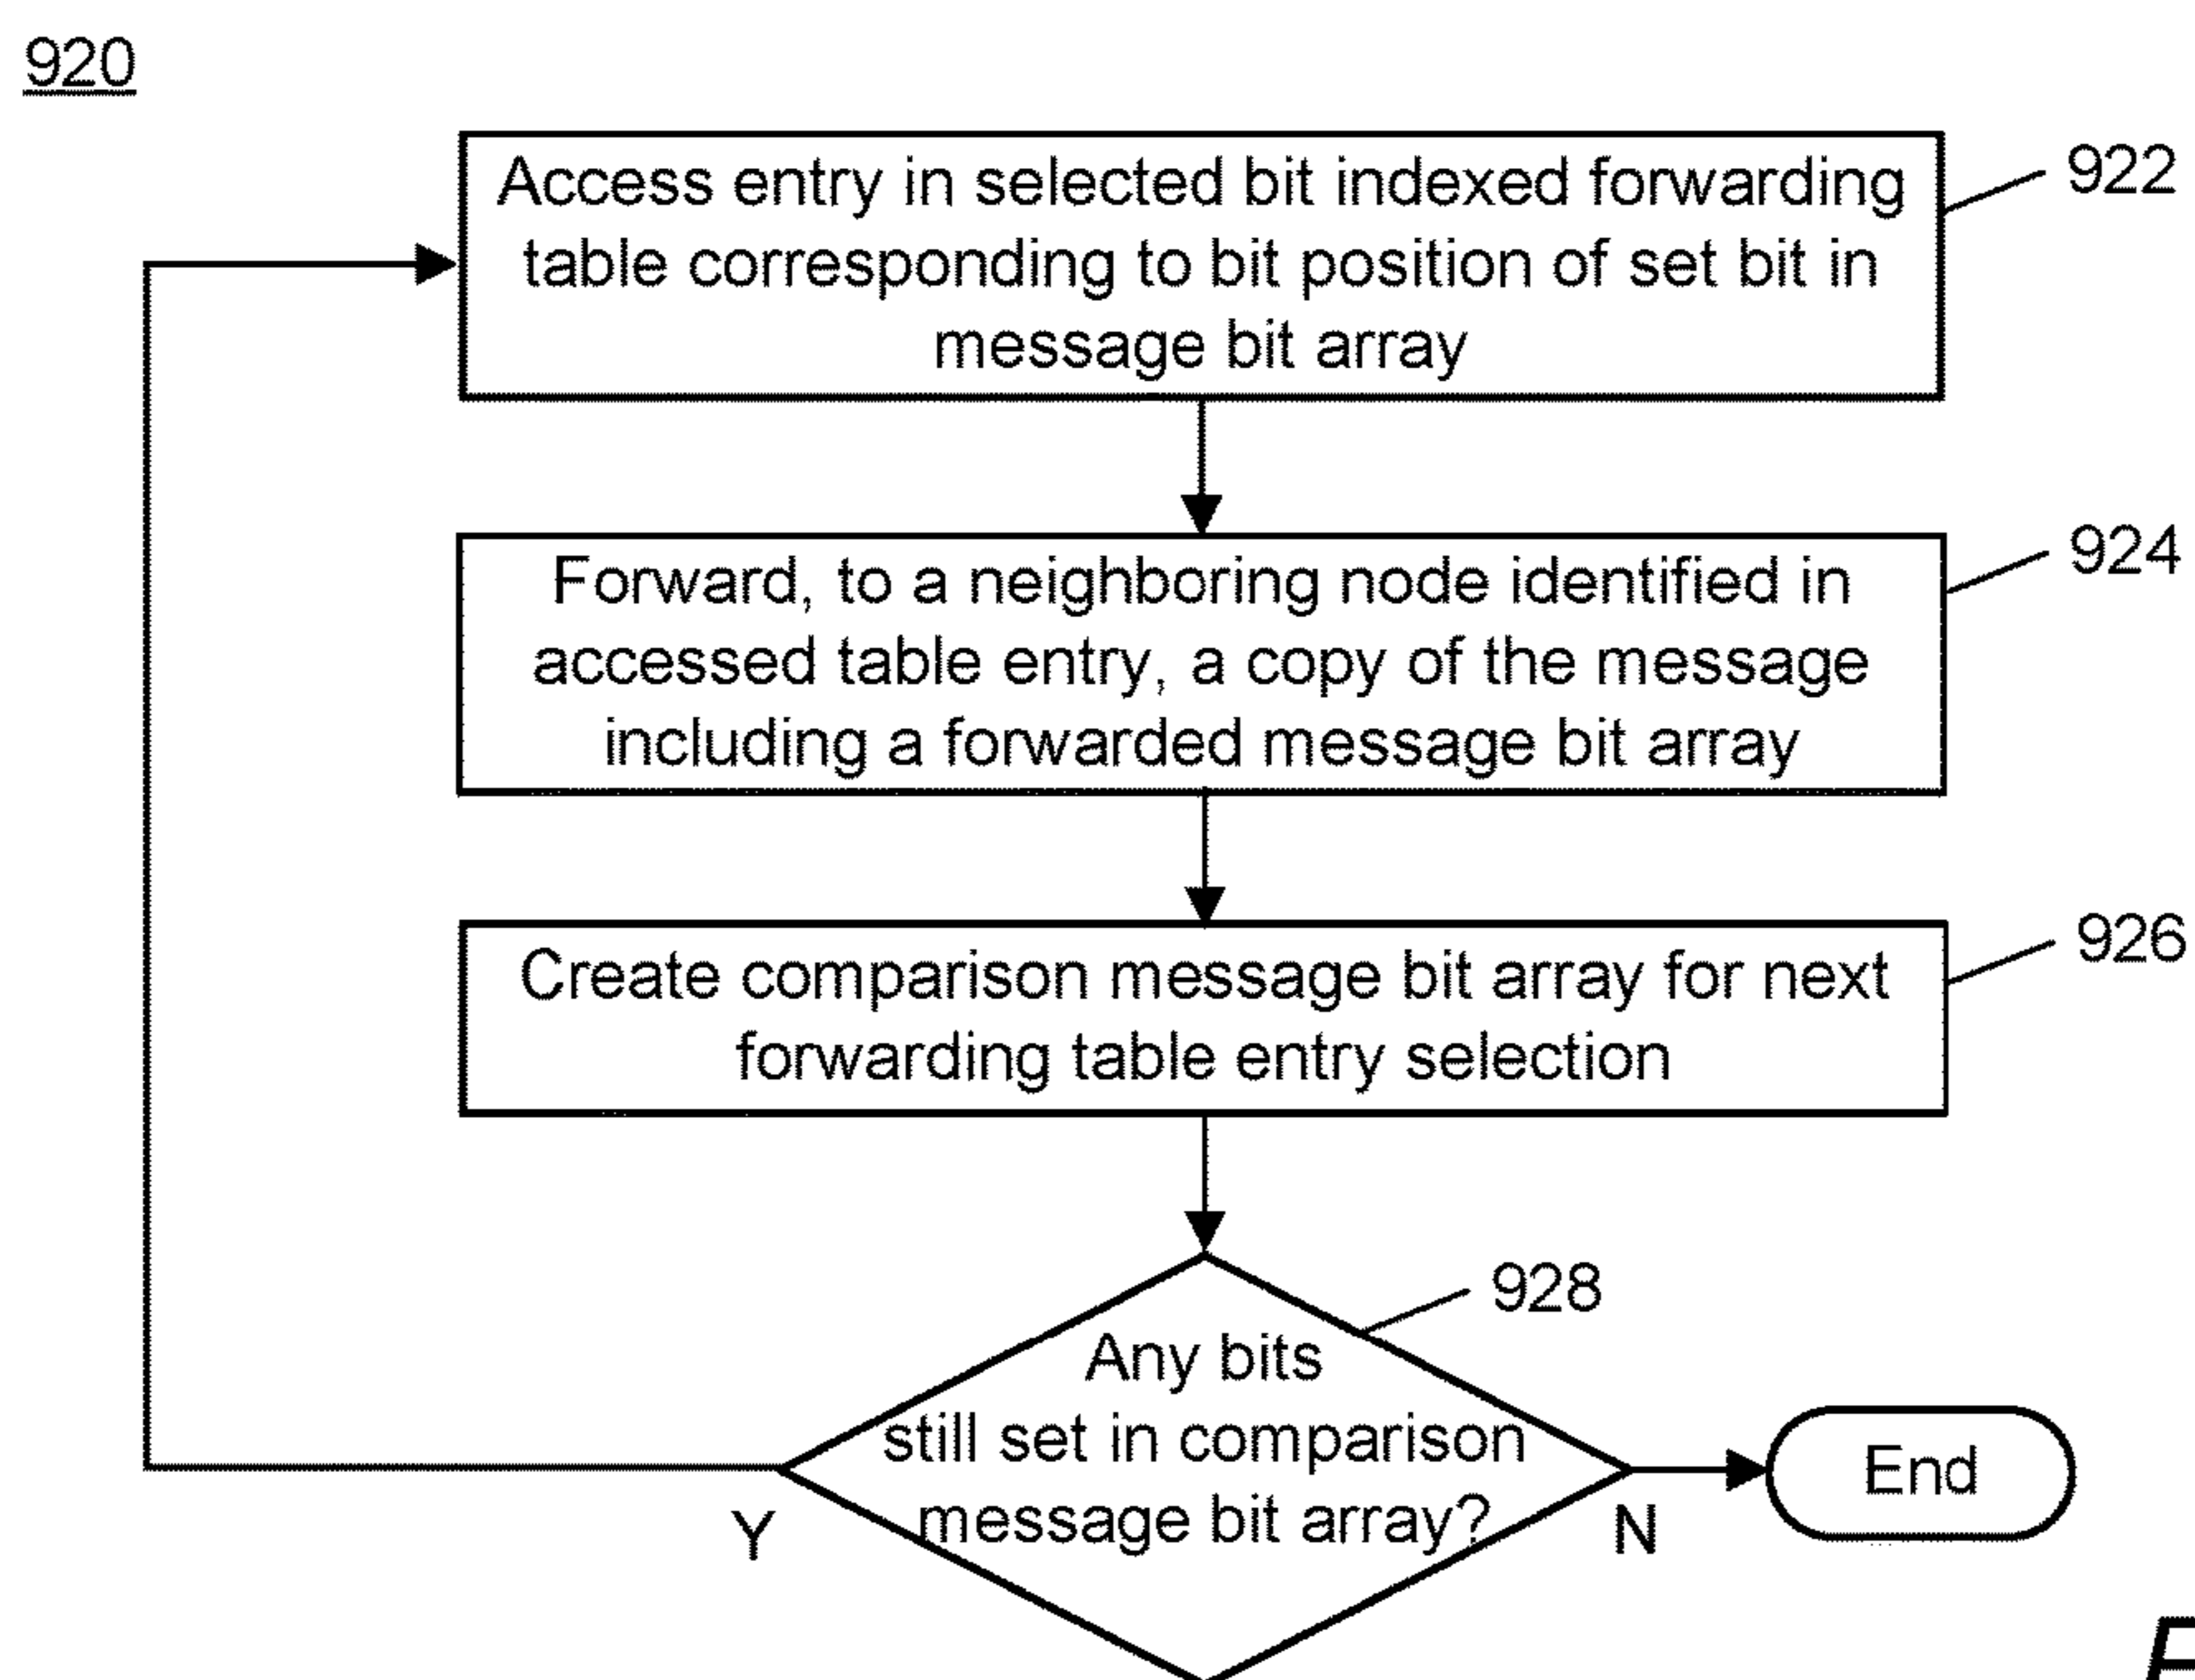 920
Access entry in selected bit indexed forwarding
table corresponding to bit position of set bit in
message bit array
922
Forward, to a neighboring node identified in
accessed table entry, a copy of the message
including a forwarded message bit array
924
Create comparison message bit array for next
forwarding table entry selection
926
928
Any bits
still set in comparison
message bit array?
Y
N
End